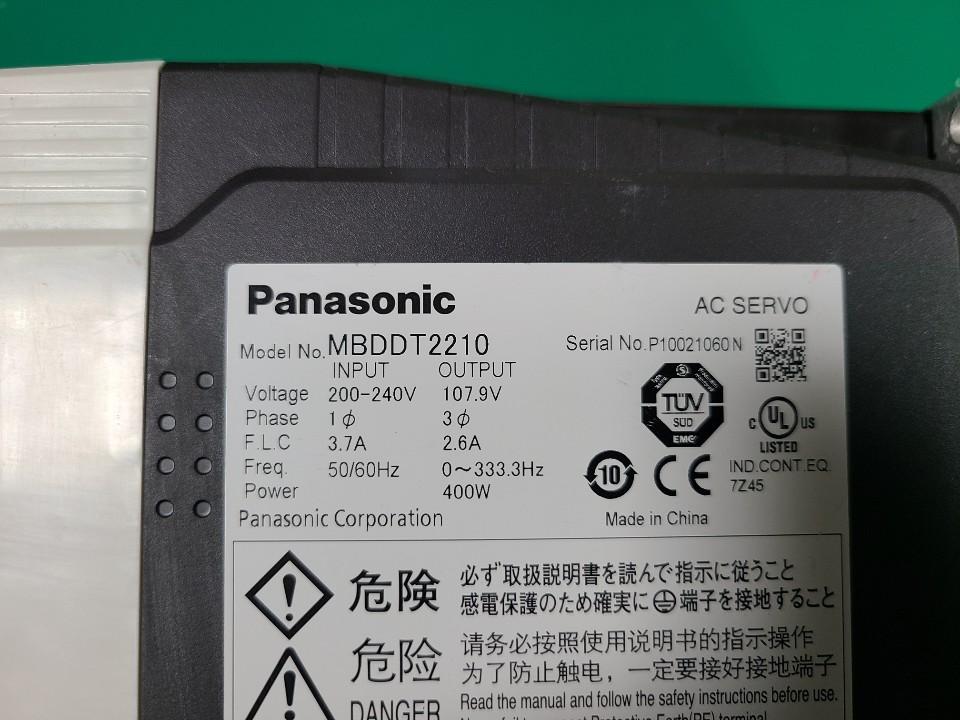 Panasonic
AC SERVO
Model No. MBDDT2210
Serial No. P10021060N
INPUT OUTPUT
Voltage 200-240V 107.9V
Phase 1φ 3φ
F.L.C 3.7A 2.6A
Freq. 50/60Hz 0～333.3Hz
Power 400W
TÜV
SÜD
EMC
C UL US
LISTED
IND.CONT.EQ.
7Z45
10
CE
Panasonic Corporation
Made in China
危険
必ず取扱説明書を読んで指示に従うこと
感電保護のため確実に端子を接地すること
危险
请务必按照使用说明书的指示操作
为了防止触电，一定要接好接地端子
DANGER
Read the manual and follow the safety instructions before use.
Protective Earth(PE) terminal